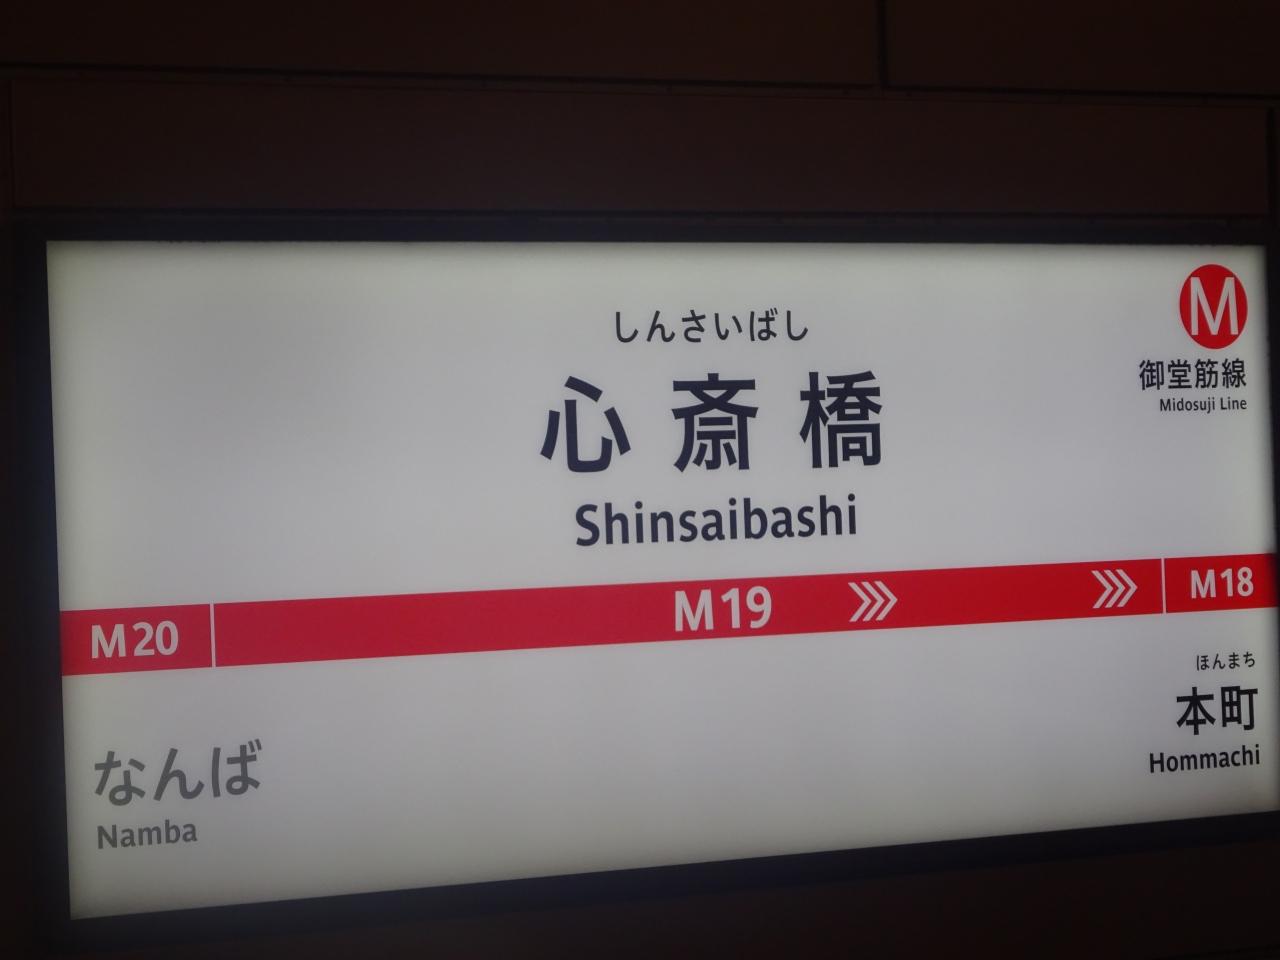 M
御堂筋線
Midosuji Line
しんさいばし
心斎橋
Shinsaibashi
M20
M19
M18
なんば
Namba
ほんまち
本町
Hommachi